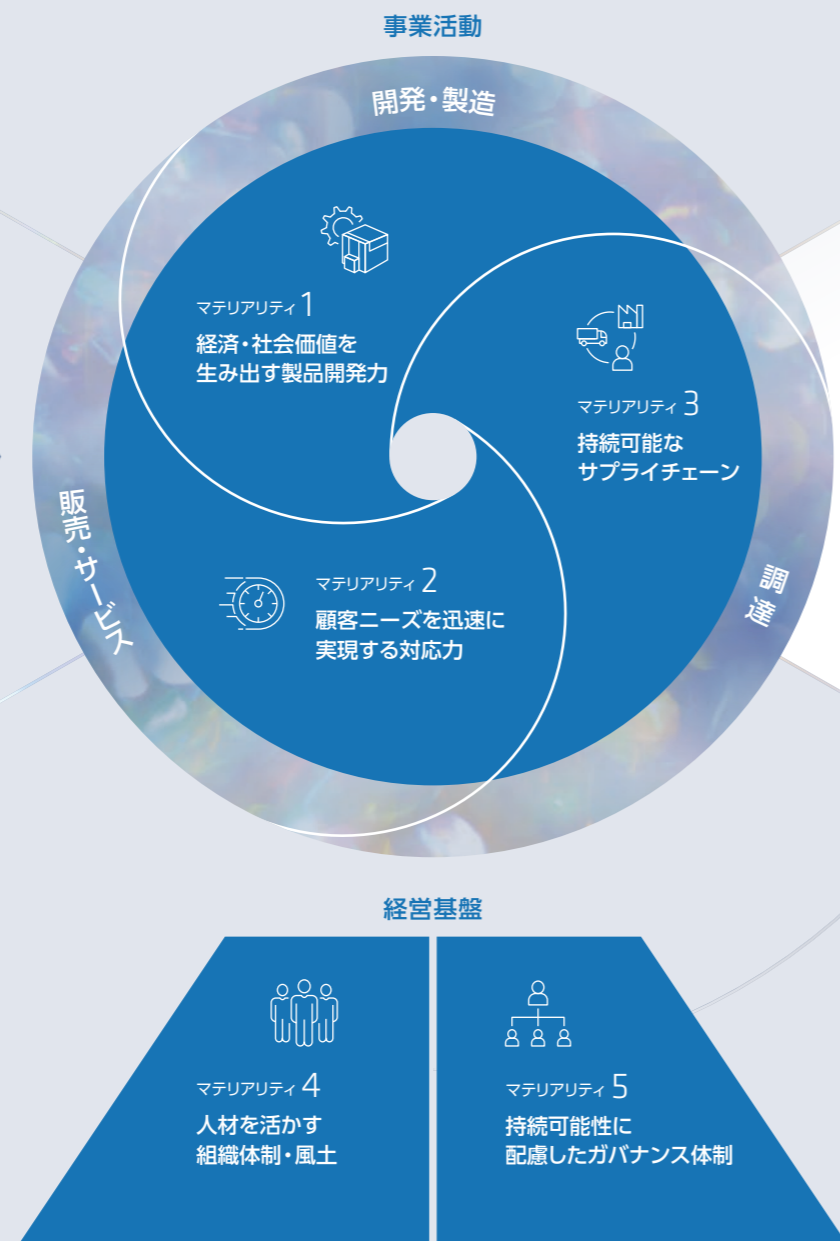 事業活動
開発・製造
マテリアリティ 1
経済・社会価値を
生み出す製品開発力
マテリアリティ 3
持続可能な
サプライチェーン
販売・サービス
調達
マテリアリティ 2
顧客ニーズを迅速に
実現する対応力
経営基盤
マテリアリティ 4
人材を活かす
組織体制・風土
マテリアリティ 5
持続可能性に
配慮したガバナンス体制